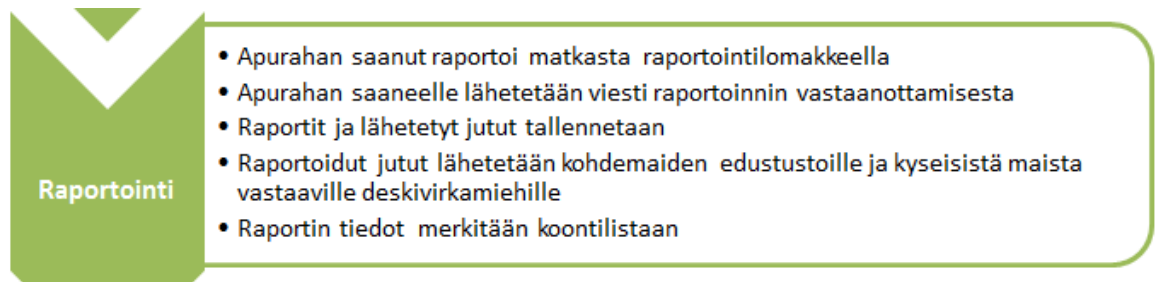 Raportointi
• Apurahan saanut raportoi matkasta raportointilomakkeella
• Apurahan saaneelle lähetetään viesti raportoinnin vastaanottamisesta
• Raportit ja lähetetyt jutut tallennetaan
• Raportoidut jutut lähetetään kohdemaiden edustustoille ja kyseisistä maista
vastaaville deskivirkamiehille
• Raportin tiedot merkitään koontilistaan